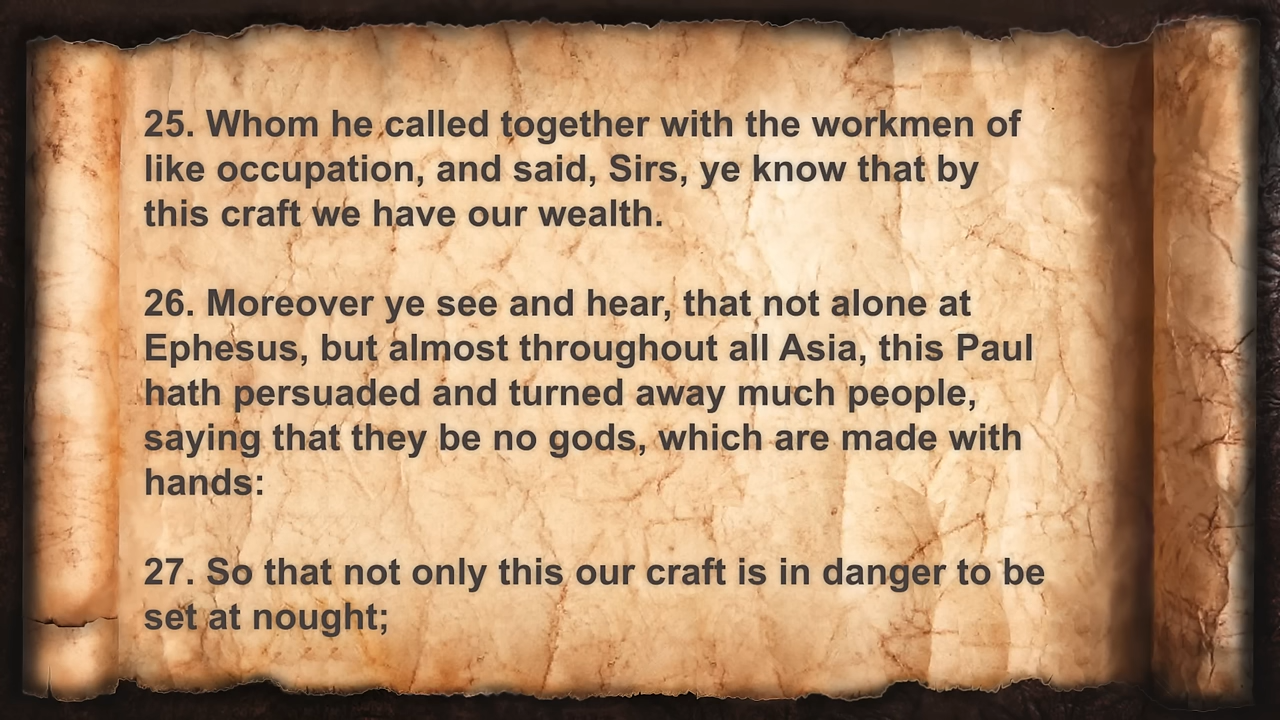 25. Whom he called together with the workmen of
like occupation, and said, Sirs, ye know that by
this craft we have our wealth.
26. Moreover ye see and hear, that not alone at
Ephesus, but almost throughout all Asia, this Paul
hath persuaded and turned away much people,
saying that they be no gods, which are made with
hands:
27. So that not only this our craft is in danger to be
set at nought;